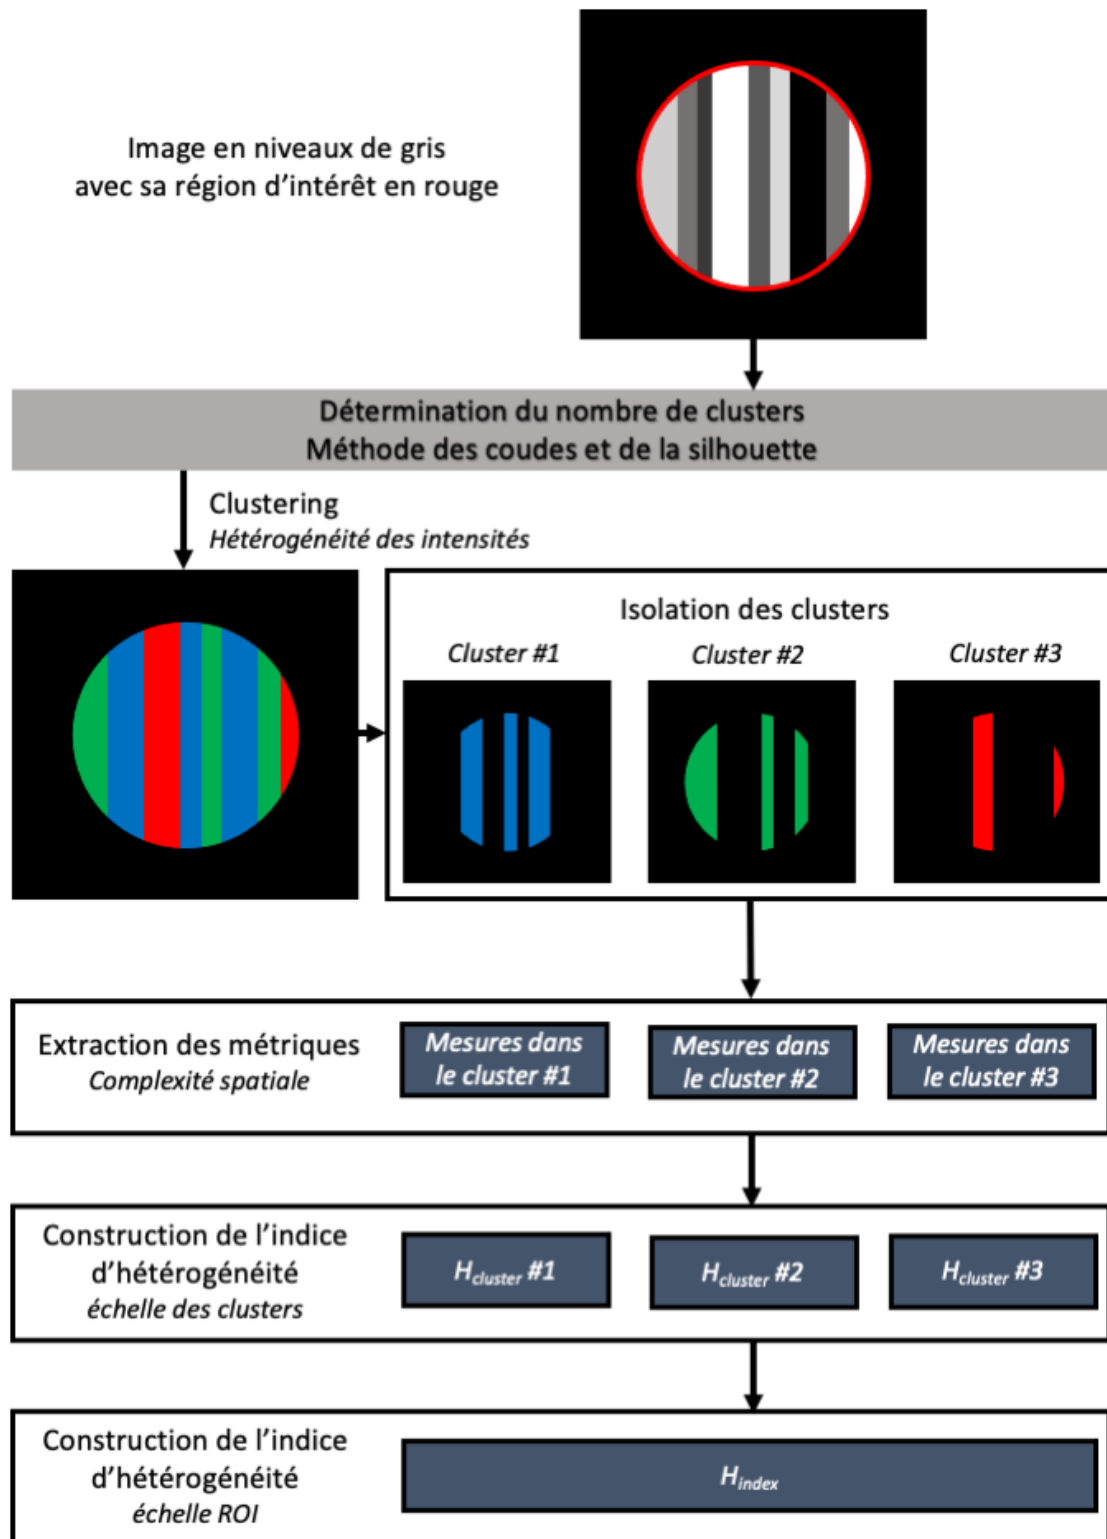 Image en niveaux de gris
avec sa région d'intérêt en rouge
Détermination du nombre de clusters
Méthode des coudes et de la silhouette
Clustering
Hétérogénéité des intensités
Isolation des clusters
Cluster #1
Cluster #2
Cluster #3
Extraction des métriques
Complexité spatiale
Mesures dans
le cluster #1
Mesures dans
le cluster #2
Mesures dans
le cluster #3
Construction de l'indice
d'hétérogénéité
échelle des clusters
Hcluster #1
Hcluster #2
Hcluster #3
Construction de l'indice
d'hétérogénéité
échelle ROI
Hindex